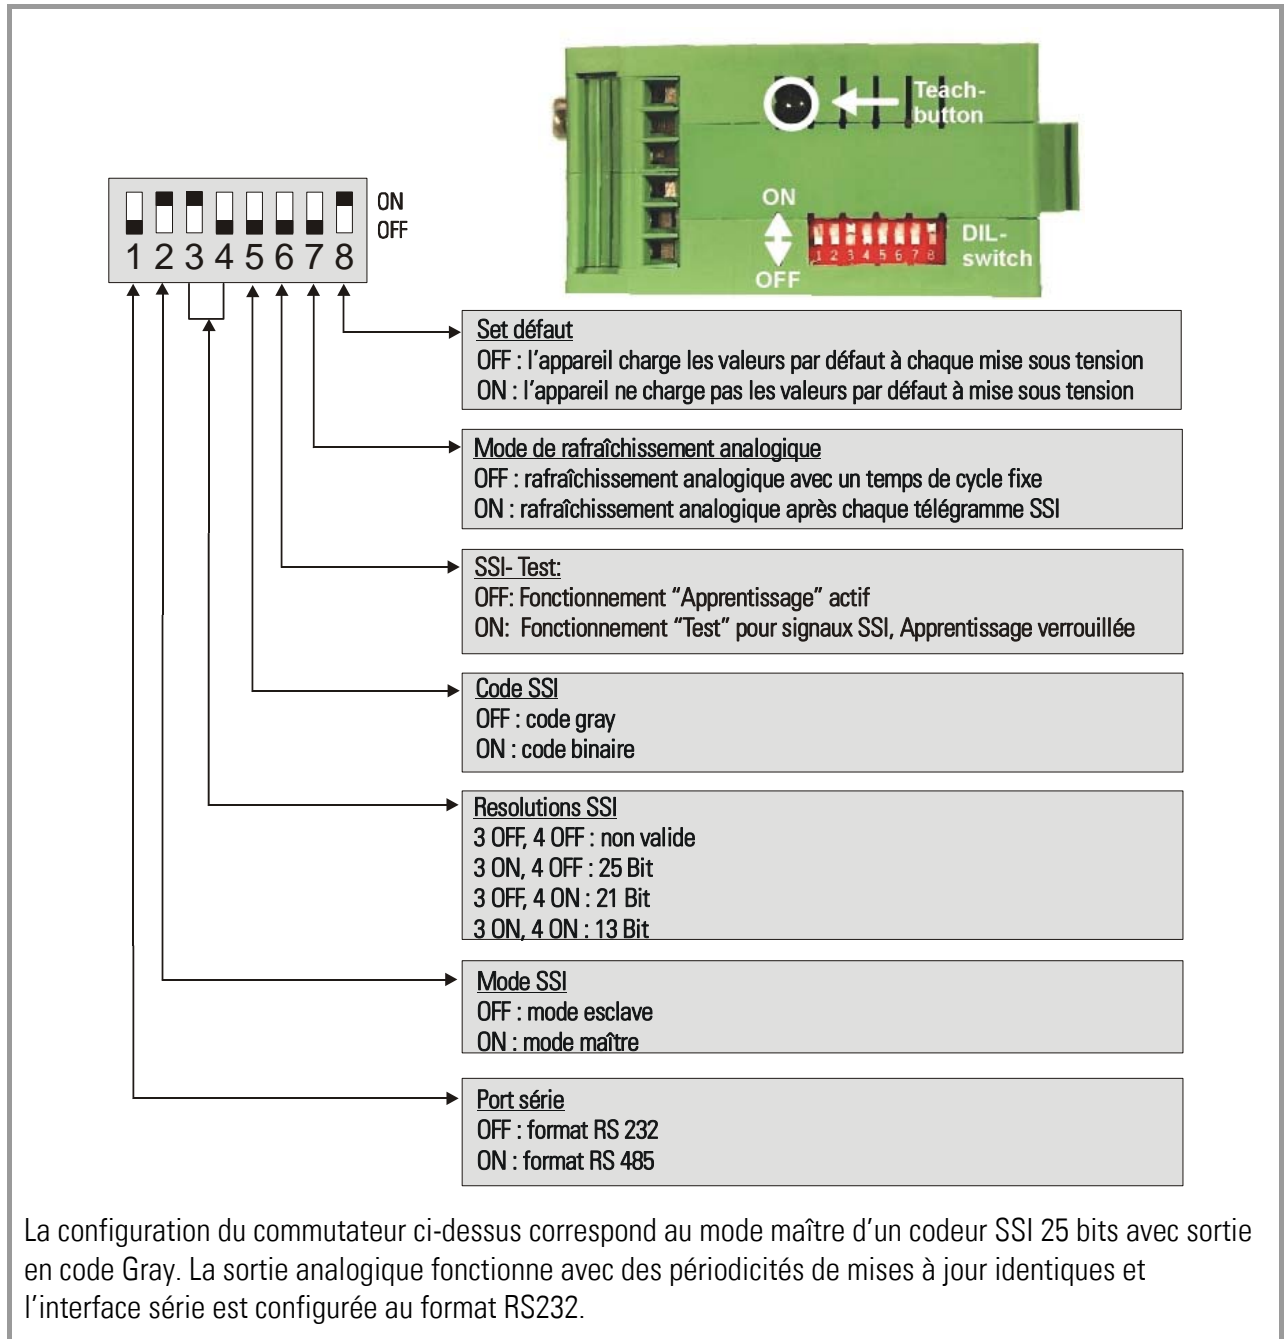 Teach-
button
ON
OFF
DIL-
switch
1 2 3 4 5 6 7 8
ON
OFF
1 2 3 4 5 6 7 8
Set défaut
OFF : l'appareil charge les valeurs par défaut à chaque mise sous tension
ON : l'appareil ne charge pas les valeurs par défaut à mise sous tension
Mode de rafraîchissement analogique
OFF : rafraîchissement analogique avec un temps de cycle fixe
ON : rafraîchissement analogique après chaque télégramme SSI
SSI- Test:
OFF: Fonctionnement “Apprentissage” actif
ON: Fonctionnement “Test” pour signaux SSI, Apprentissage verrouillée
Code SSI
OFF : code gray
ON : code binaire
Resolutions SSI
3 OFF, 4 OFF : non valide
3 ON, 4 OFF : 25 Bit
3 OFF, 4 ON : 21 Bit
3 ON, 4 ON : 13 Bit
Mode SSI
OFF : mode esclave
ON : mode maître
Port série
OFF : format RS 232
ON : format RS 485
La configuration du commutateur ci-dessus correspond au mode maître d'un codeur SSI 25 bits avec sortie
en code Gray. La sortie analogique fonctionne avec des périodicités de mises à jour identiques et
l'interface série est configurée au format RS232.